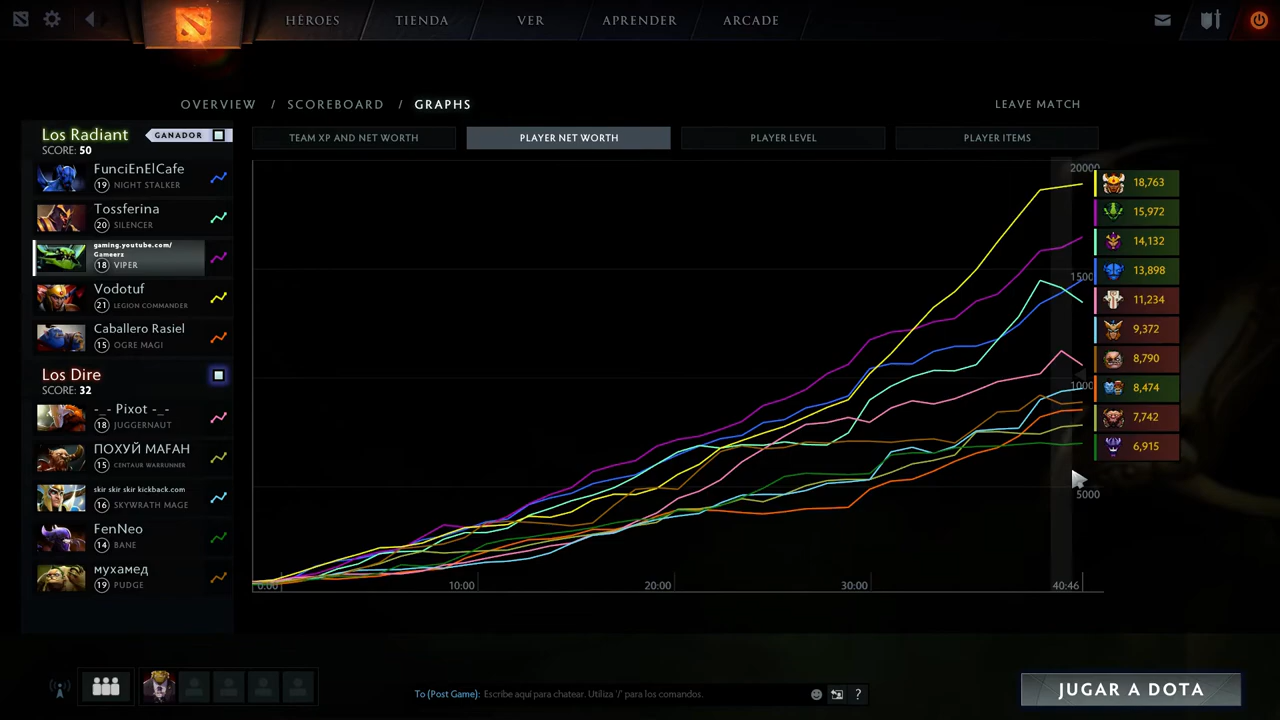 HÉROES
TIENDA
VER
APRENDER
ARCADE
OVERVIEW / SCOREBOARD / GRAPHS
LEAVE MATCH
Los Radiant
GANADOR
SCORE: 50
FunciEnElCafe
19 NIGHT STALKER
Tossferina
20 SILENCER
gaming.youtube.com/
Gameerz
18 VIPER
Vodotuf
21 LEGION COMMANDER
Caballero Rasiel
15 OGRE MAGI
Los Dire
SCORE: 32
-_- Pixot -_-
18 JUGGERNAUT
ПОХУЙ МАҒАН
15 CENTAUR WARRUNNER
skir skir skir kickback.com
16 SKYWRATH MAGE
FenNeo
14 BANE
мухамед
19 PUDGE
TEAM XP AND NET WORTH
PLAYER NET WORTH
PLAYER LEVEL
PLAYER ITEMS
20000
1500
1000
5000
0:00
10:00
20:00
30:00
40:46
18,763
15,972
14,132
13,898
11,234
9,372
8,790
8,474
7,742
6,915
To (Post Game): Escribe aquí para chatear. Utiliza '/' para los comandos.
?
JUGAR A DOTA